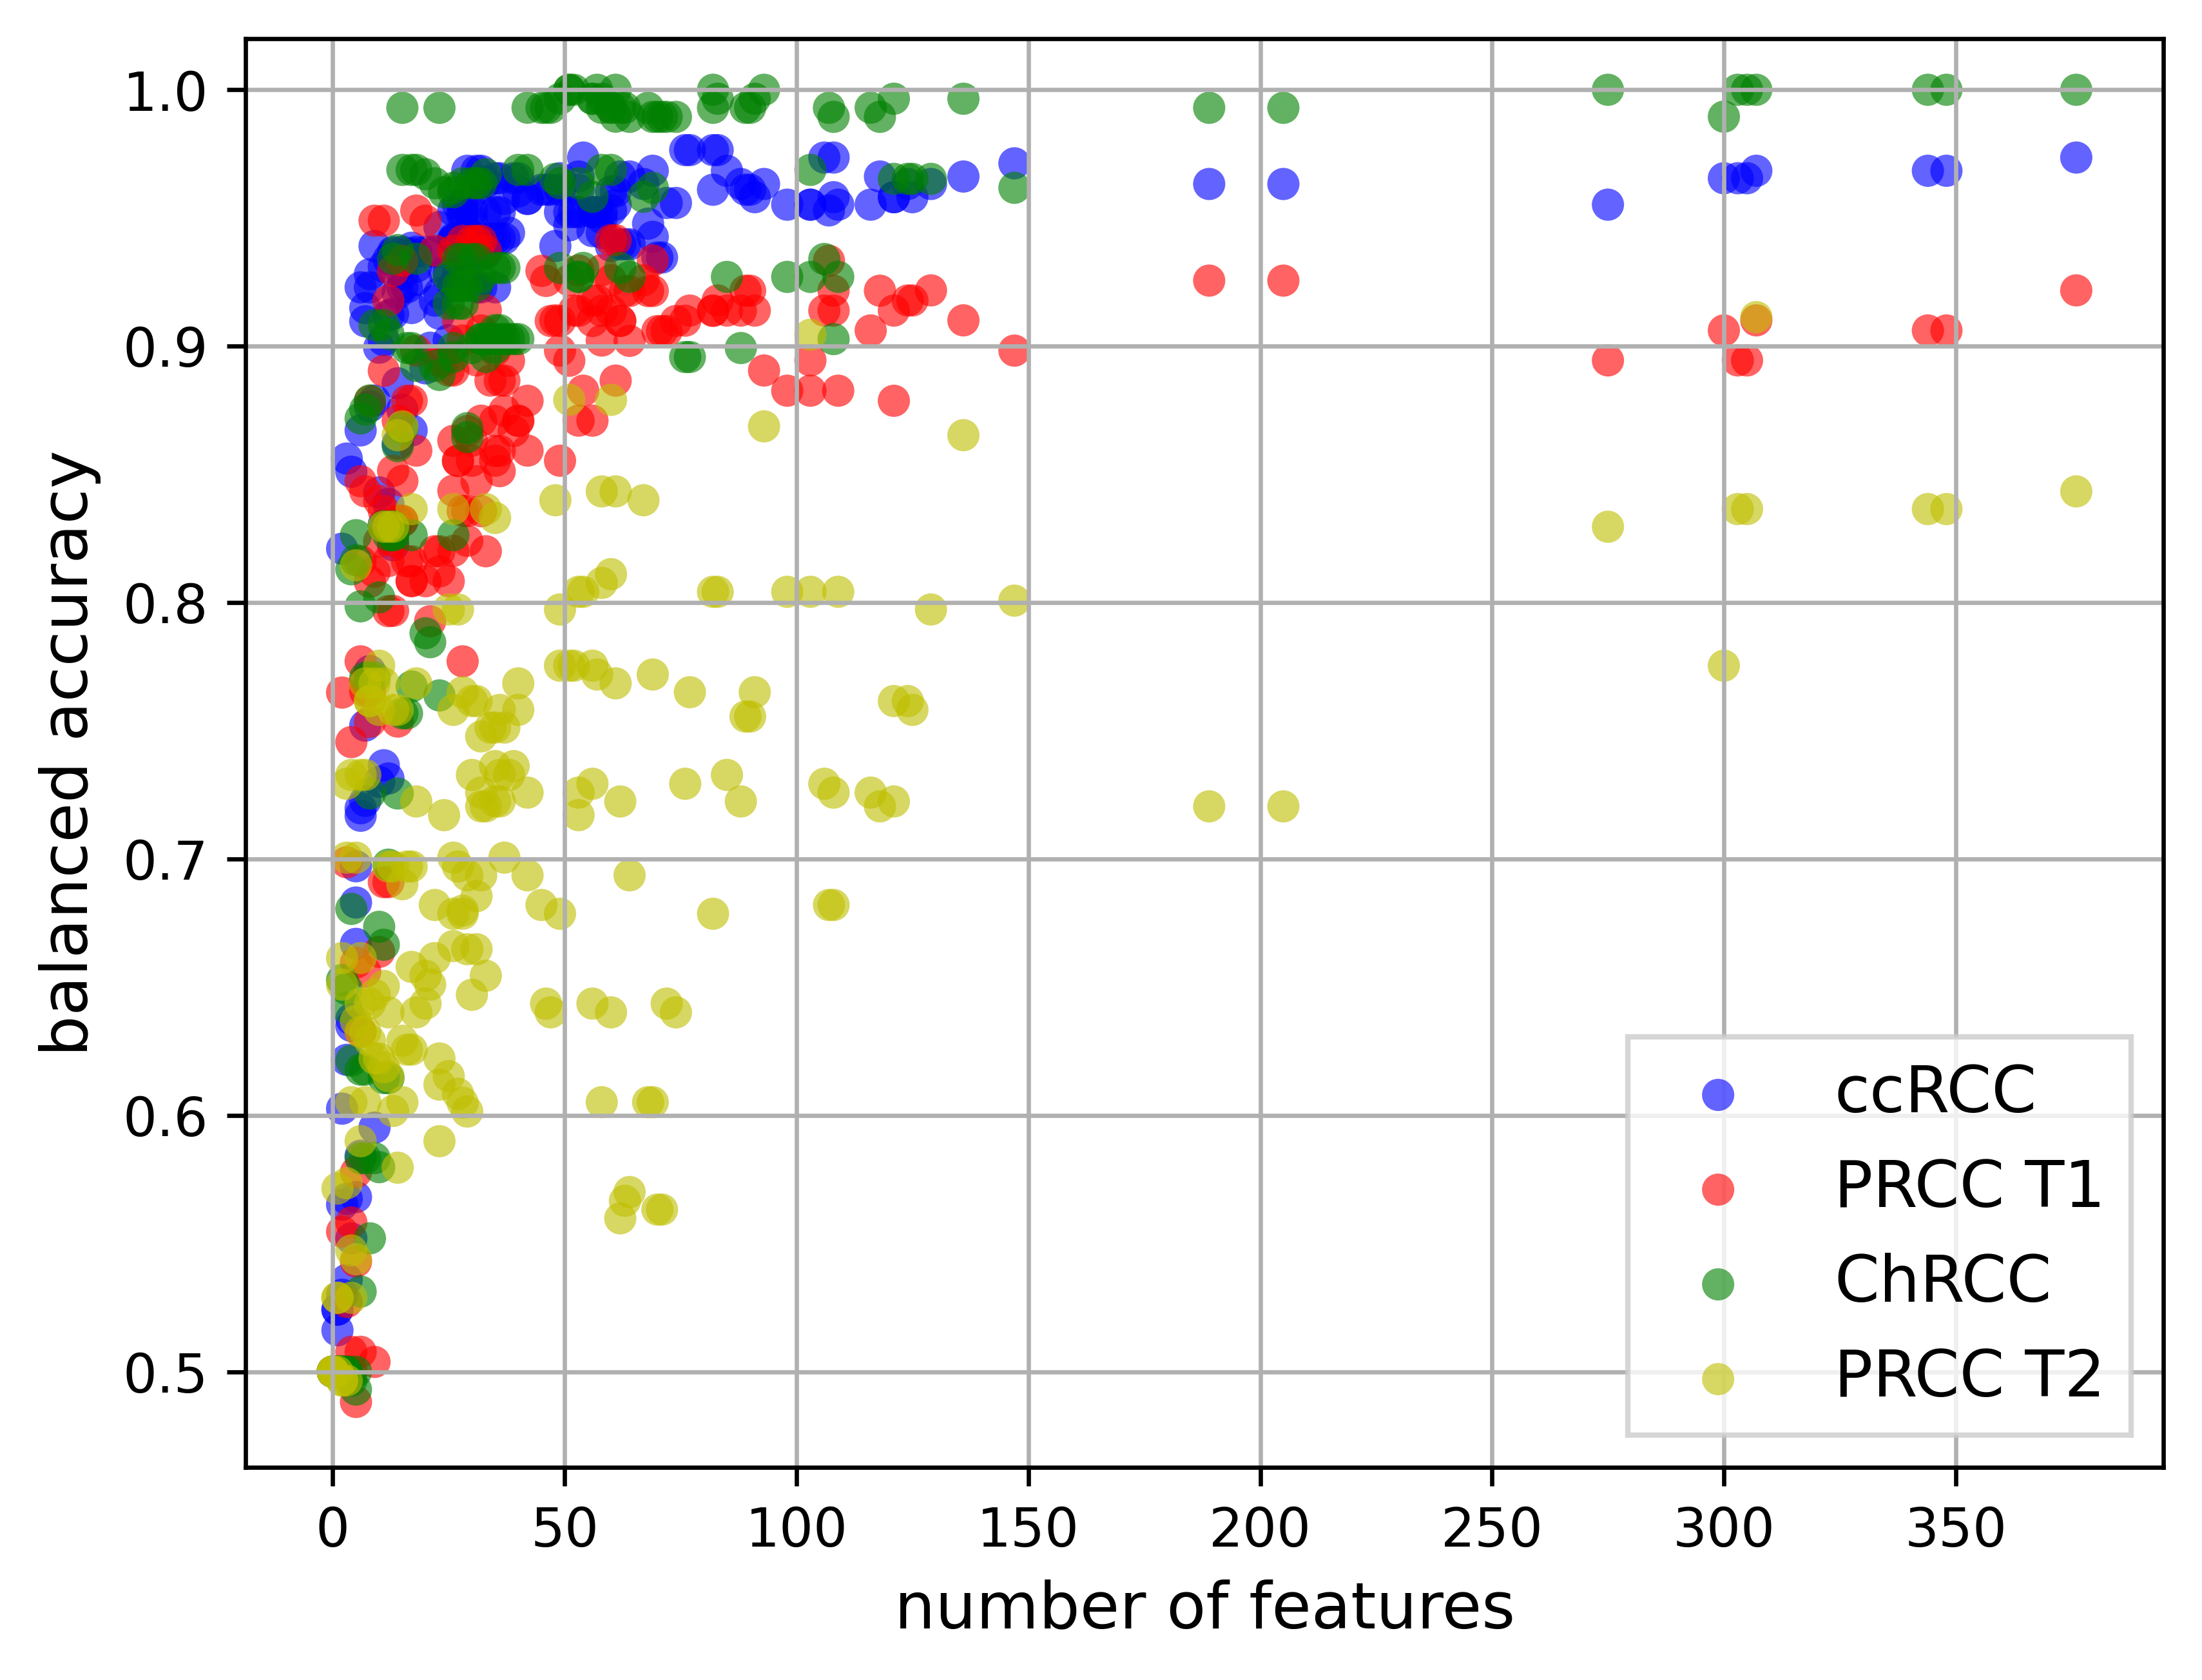 1.0
0.9
0.8
0.7
0.6
0.5
balanced accuracy
0 50 100 150 200 250 300 350
number of features
ccRCC
PRCC T1
ChRCC
PRCC T2